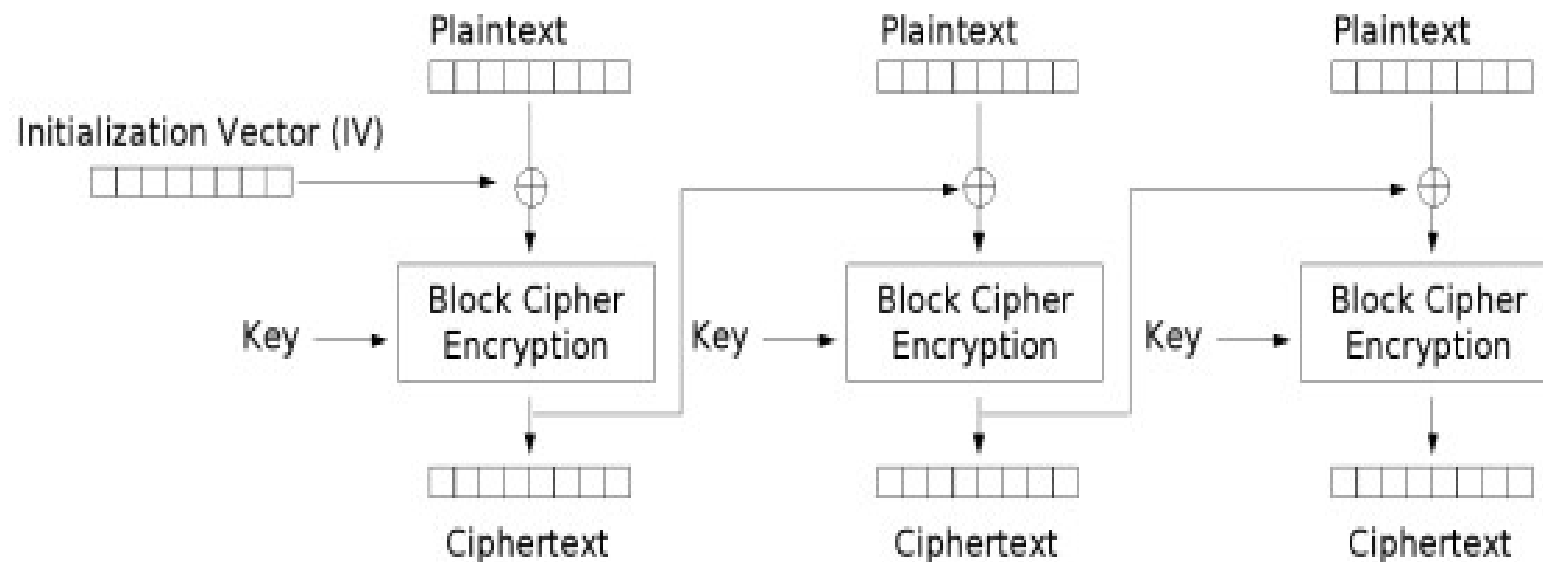 Plaintext
Plaintext
Plaintext
Initialization Vector (IV)
Key
Block Cipher
Encryption
Key
Block Cipher
Encryption
Key
Block Cipher
Encryption
Ciphertext
Ciphertext
Ciphertext